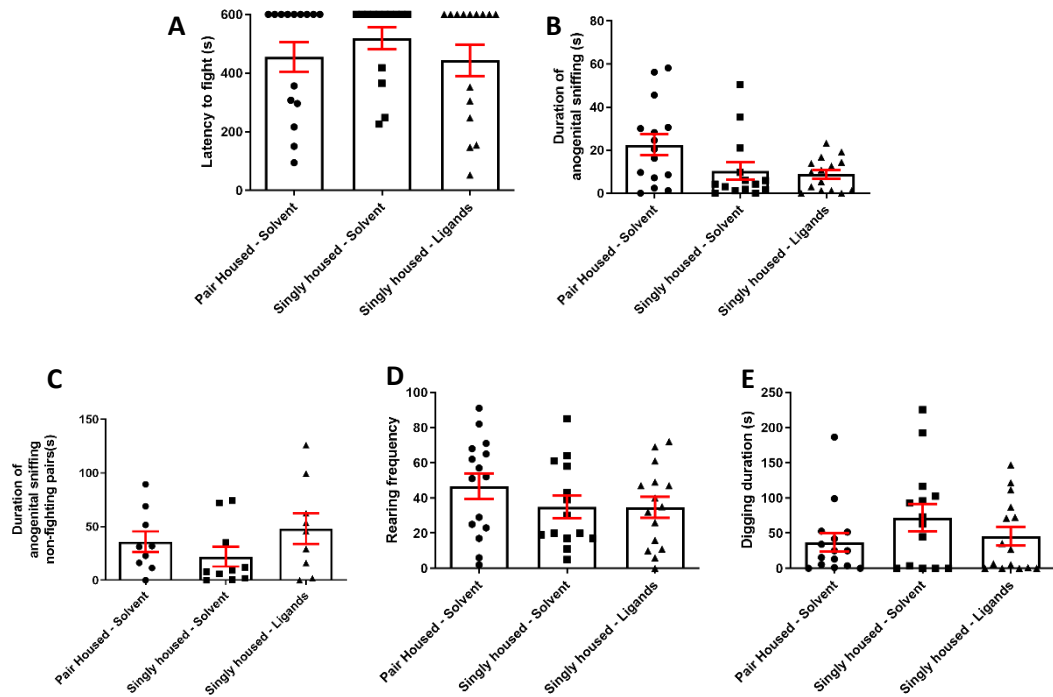 A
Latency to fight (s)
600
400
200
0
Pair Housed - Solvent
Singly housed - Solvent
Singly housed - Ligands
B
Duration of
anogenital sniffing (s)
80
60
40
20
0
Pair Housed - Solvent
Singly housed - Solvent
Singly housed - Ligands
C
Duration of
anogenital sniffing
non-fighting pairs(s)
150
100
50
0
Pair Housed - Solvent
Singly housed - Solvent
Singly housed - Ligands
D
Rearing frequency
100
80
60
40
20
0
Pair Housed - Solvent
Singly housed - Solvent
Singly housed - Ligands
E
Digging duration (s)
250
200
150
100
50
0
Pair Housed - Solvent
Singly housed - Solvent
Singly housed - Ligands